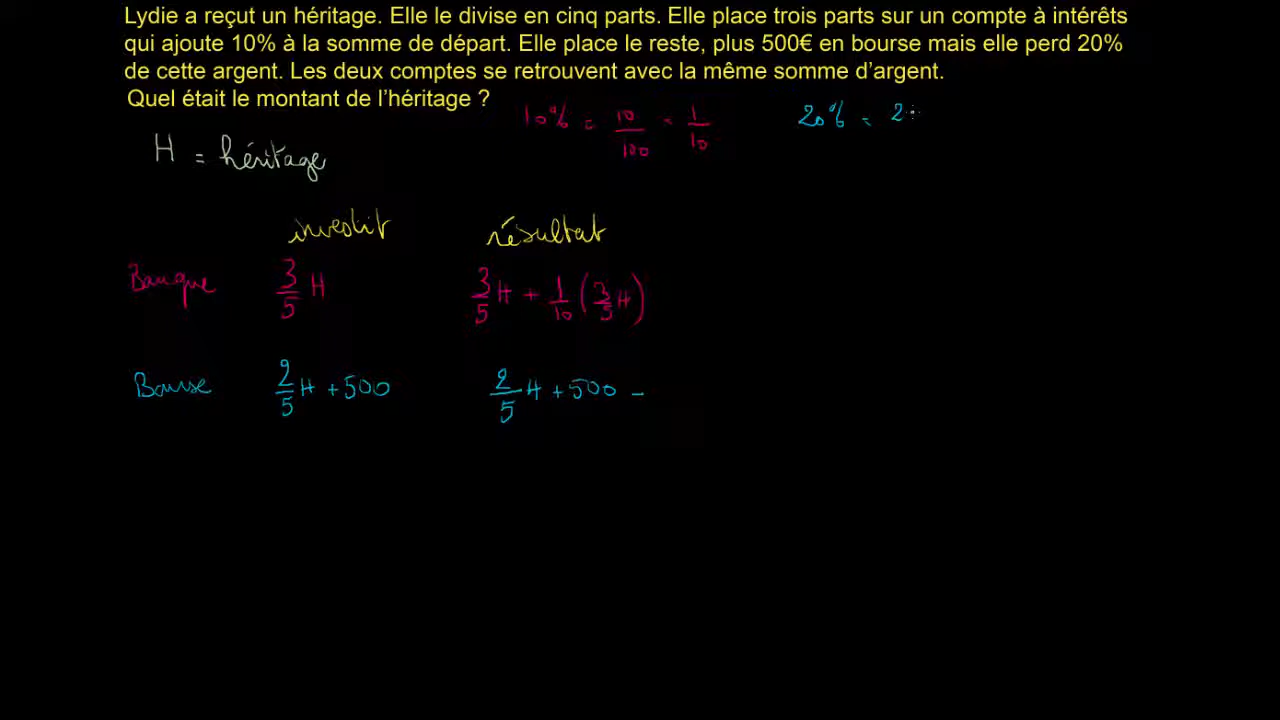 Lydie a reçut un héritage. Elle le divise en cinq parts. Elle place trois parts sur un compte à intérêts
qui ajoute 10% à la somme de départ. Elle place le reste, plus 500€ en bourse mais elle perd 20%
de cette argent. Les deux comptes se retrouvent avec la même somme d’argent.
Quel était le montant de l’héritage ?
10% = 10/100 = 1/10 20% = 2
H = héritage
investit résultat
Banque 3/5 H 3/5 H + 1/10 (3/5 H)
Bourse 2/5 H + 500 2/5 H + 500 -